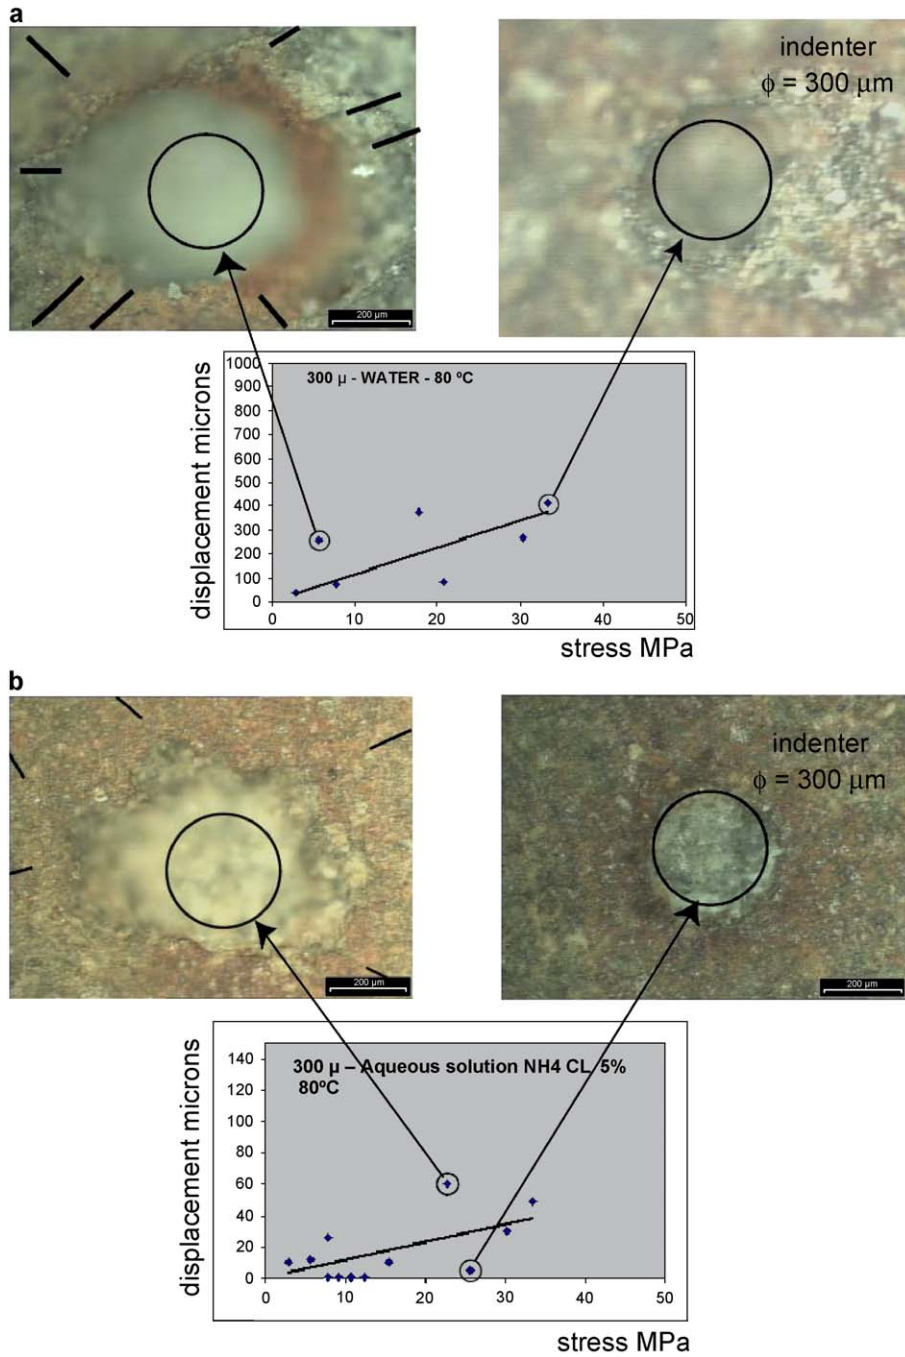 a
indenter
ϕ = 300 µm
200 µm
displacement microns
1000
900
800
700
600
500
400
300
200
100
0
300 µ - WATER - 80 ºC
0 10 20 30 40 50
stress MPa
b
indenter
ϕ = 300 µm
200 µm
200 µm
displacement microns
140
120
100
80
60
40
20
0
300 µ – Aqueous solution NH4 CL 5%
80ºC
0 10 20 30 40 50
stress MPa